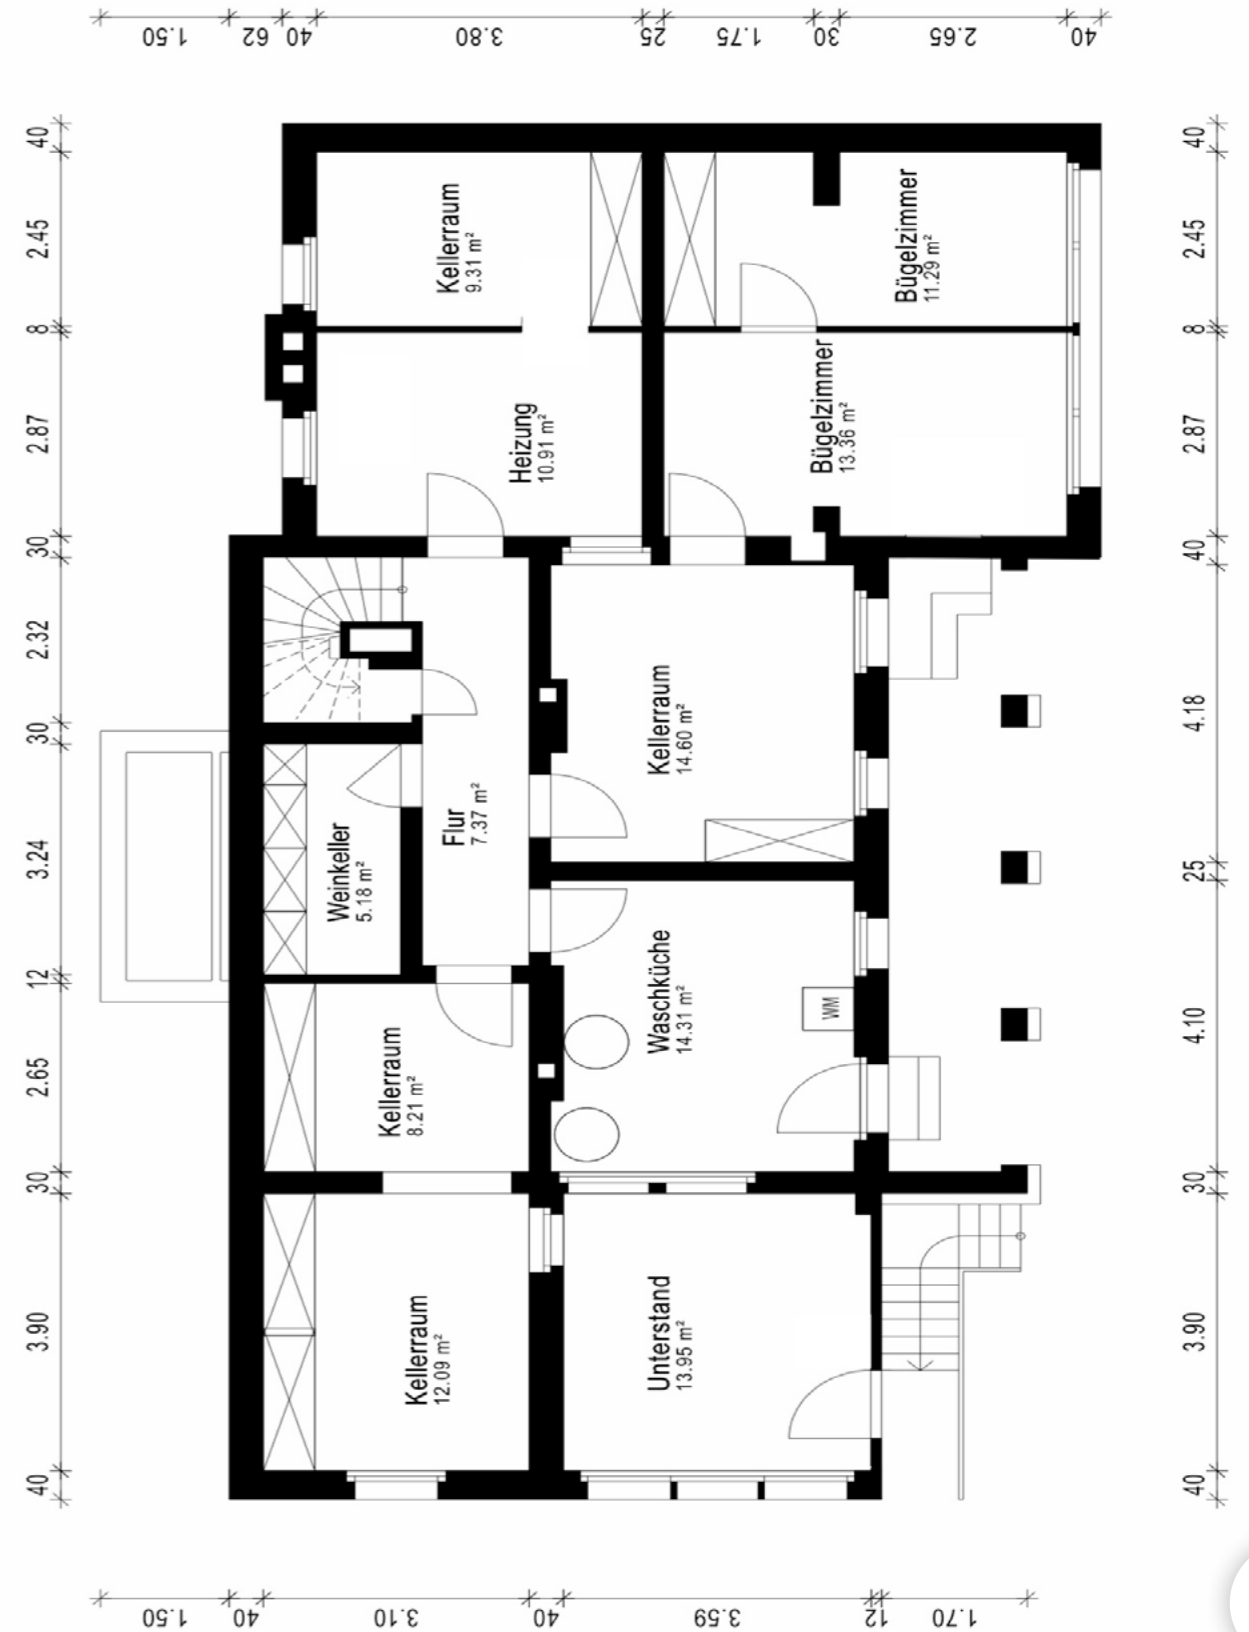 1.50
62
40
3.80
25
1.75
30
2.65
40
40
2.45
8
2.87
30
2.32
30
3.24
12
2.65
30
3.90
40
Kellerraum
9.31 m²
Bügelzimmer
11.29 m²
Heizung
10.91 m²
Bügelzimmer
13.36 m²
Kellerraum
14.60 m²
Flur
7.37 m²
Weinkeller
5.18 m²
Waschküche
14.31 m²
WM
Kellerraum
8.21 m²
Kellerraum
12.09 m²
Unterstand
13.95 m²
40
2.45
8
2.87
40
4.18
25
4.10
30
3.90
40
1.50
40
3.10
40
3.59
12
1.70